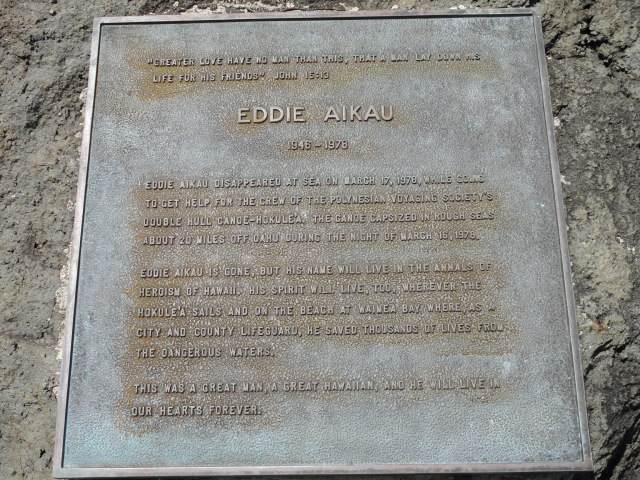 "GREATER LOVE HAVE NO MAN THAN THIS, THAT A MAN LAY DOWN HIS
LIFE FOR HIS FRIENDS" JOHN 15:13
EDDIE AIKAU
1946-1978
EDDIE AIKAU DISAPPEARED AT SEA ON MARCH 17, 1978, WHILE GOING
TO GET HELP FOR THE CREW OF THE POLYNESIAN VOYAGING SOCIETY'S
DOUBLE HULL CANOE-HOKULE'A. THE CANOE CAPSIZED IN ROUGH SEAS
ABOUT 20 MILES OFF OAHU DURING THE NIGHT OF MARCH 16, 1978.
EDDIE AIKAU IS GONE, BUT HIS NAME WILL LIVE IN THE ANNALS OF
HEROISM OF HAWAII. HIS SPIRIT WILL LIVE, TOO, WHEREVER THE
HOKULE'A SAILS AND ON THE BEACH AT WAIMEA BAY WHERE, AS A
CITY AND COUNTY LIFEGUARD, HE SAVED THOUSANDS OF LIVES FROM
THE DANGEROUS WATERS.
THIS WAS A GREAT MAN, A GREAT HAWAIIAN, AND HE WILL LIVE IN
OUR HEARTS FOREVER.